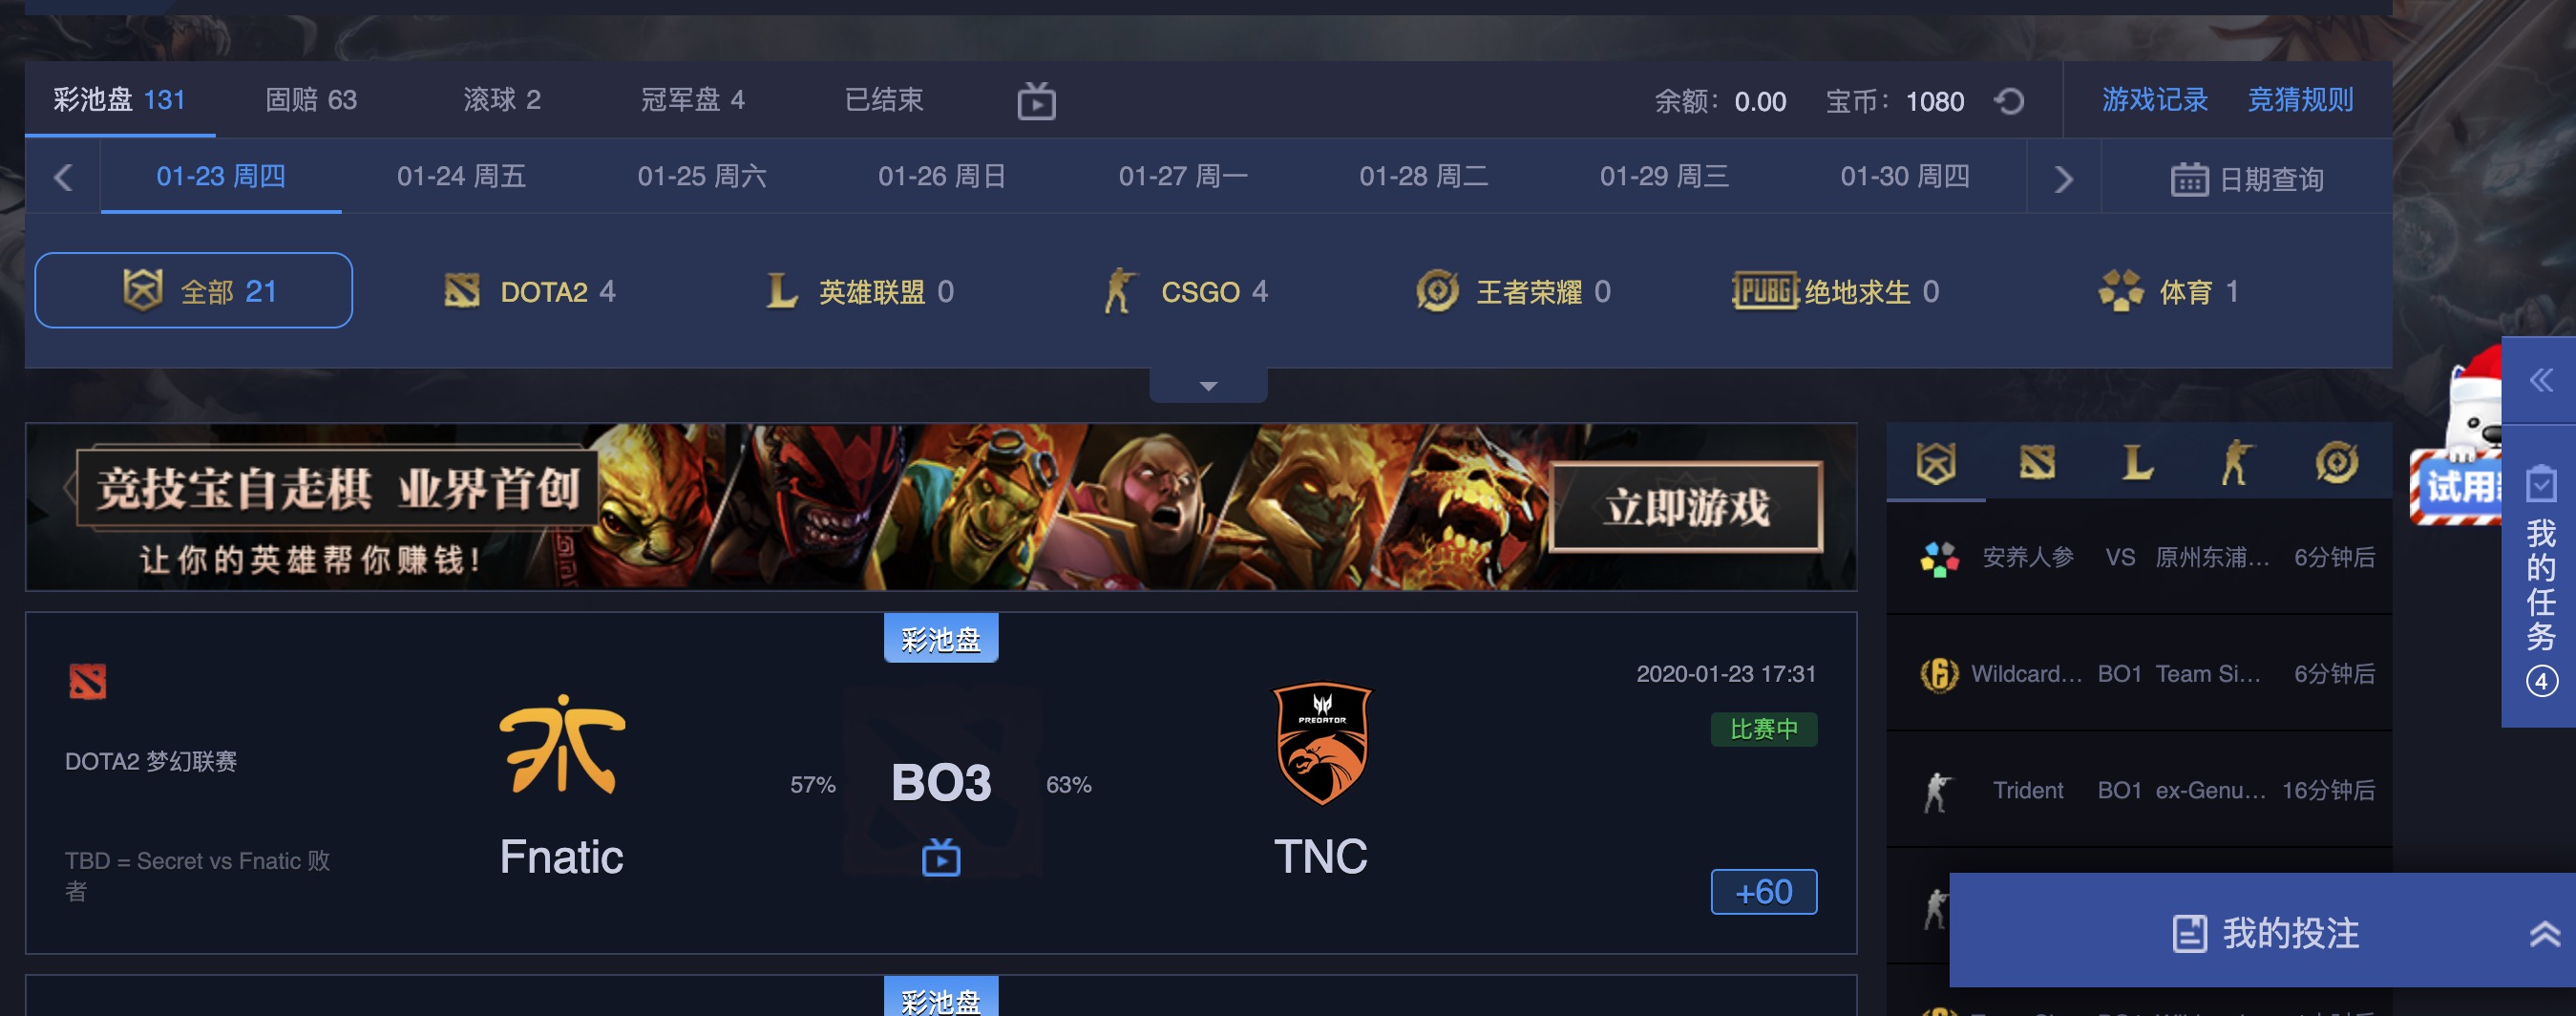 彩池盘 131 固赔 63 滚球 2 冠军盘 4 已结束 余额：0.00 宝币：1080 游戏记录 竞猜规则
01-23 周四 01-24 周五 01-25 周六 01-26 周日 01-27 周一 01-28 周二 01-29 周三 01-30 周四 日期查询
全部 21 DOTA2 4 英雄联盟 0 CSGO 4 王者荣耀 0 PUBG 绝地求生 0 体育 1
竞技宝自走棋 业界首创
让你的英雄帮你赚钱！
立即游戏
彩池盘
2020-01-23 17:31
比赛中
DOTA2 梦幻联赛
57% BO3 63%
PREDATOR
Fnatic TNC
TBD = Secret vs Fnatic 败
者
+60
彩池盘
安养人参 VS 原州东浦... 6分钟后
Wildcard... BO1 Team Si... 6分钟后
Trident BO1 ex-Genu... 16分钟后
试用
我的任务
4
我的投注